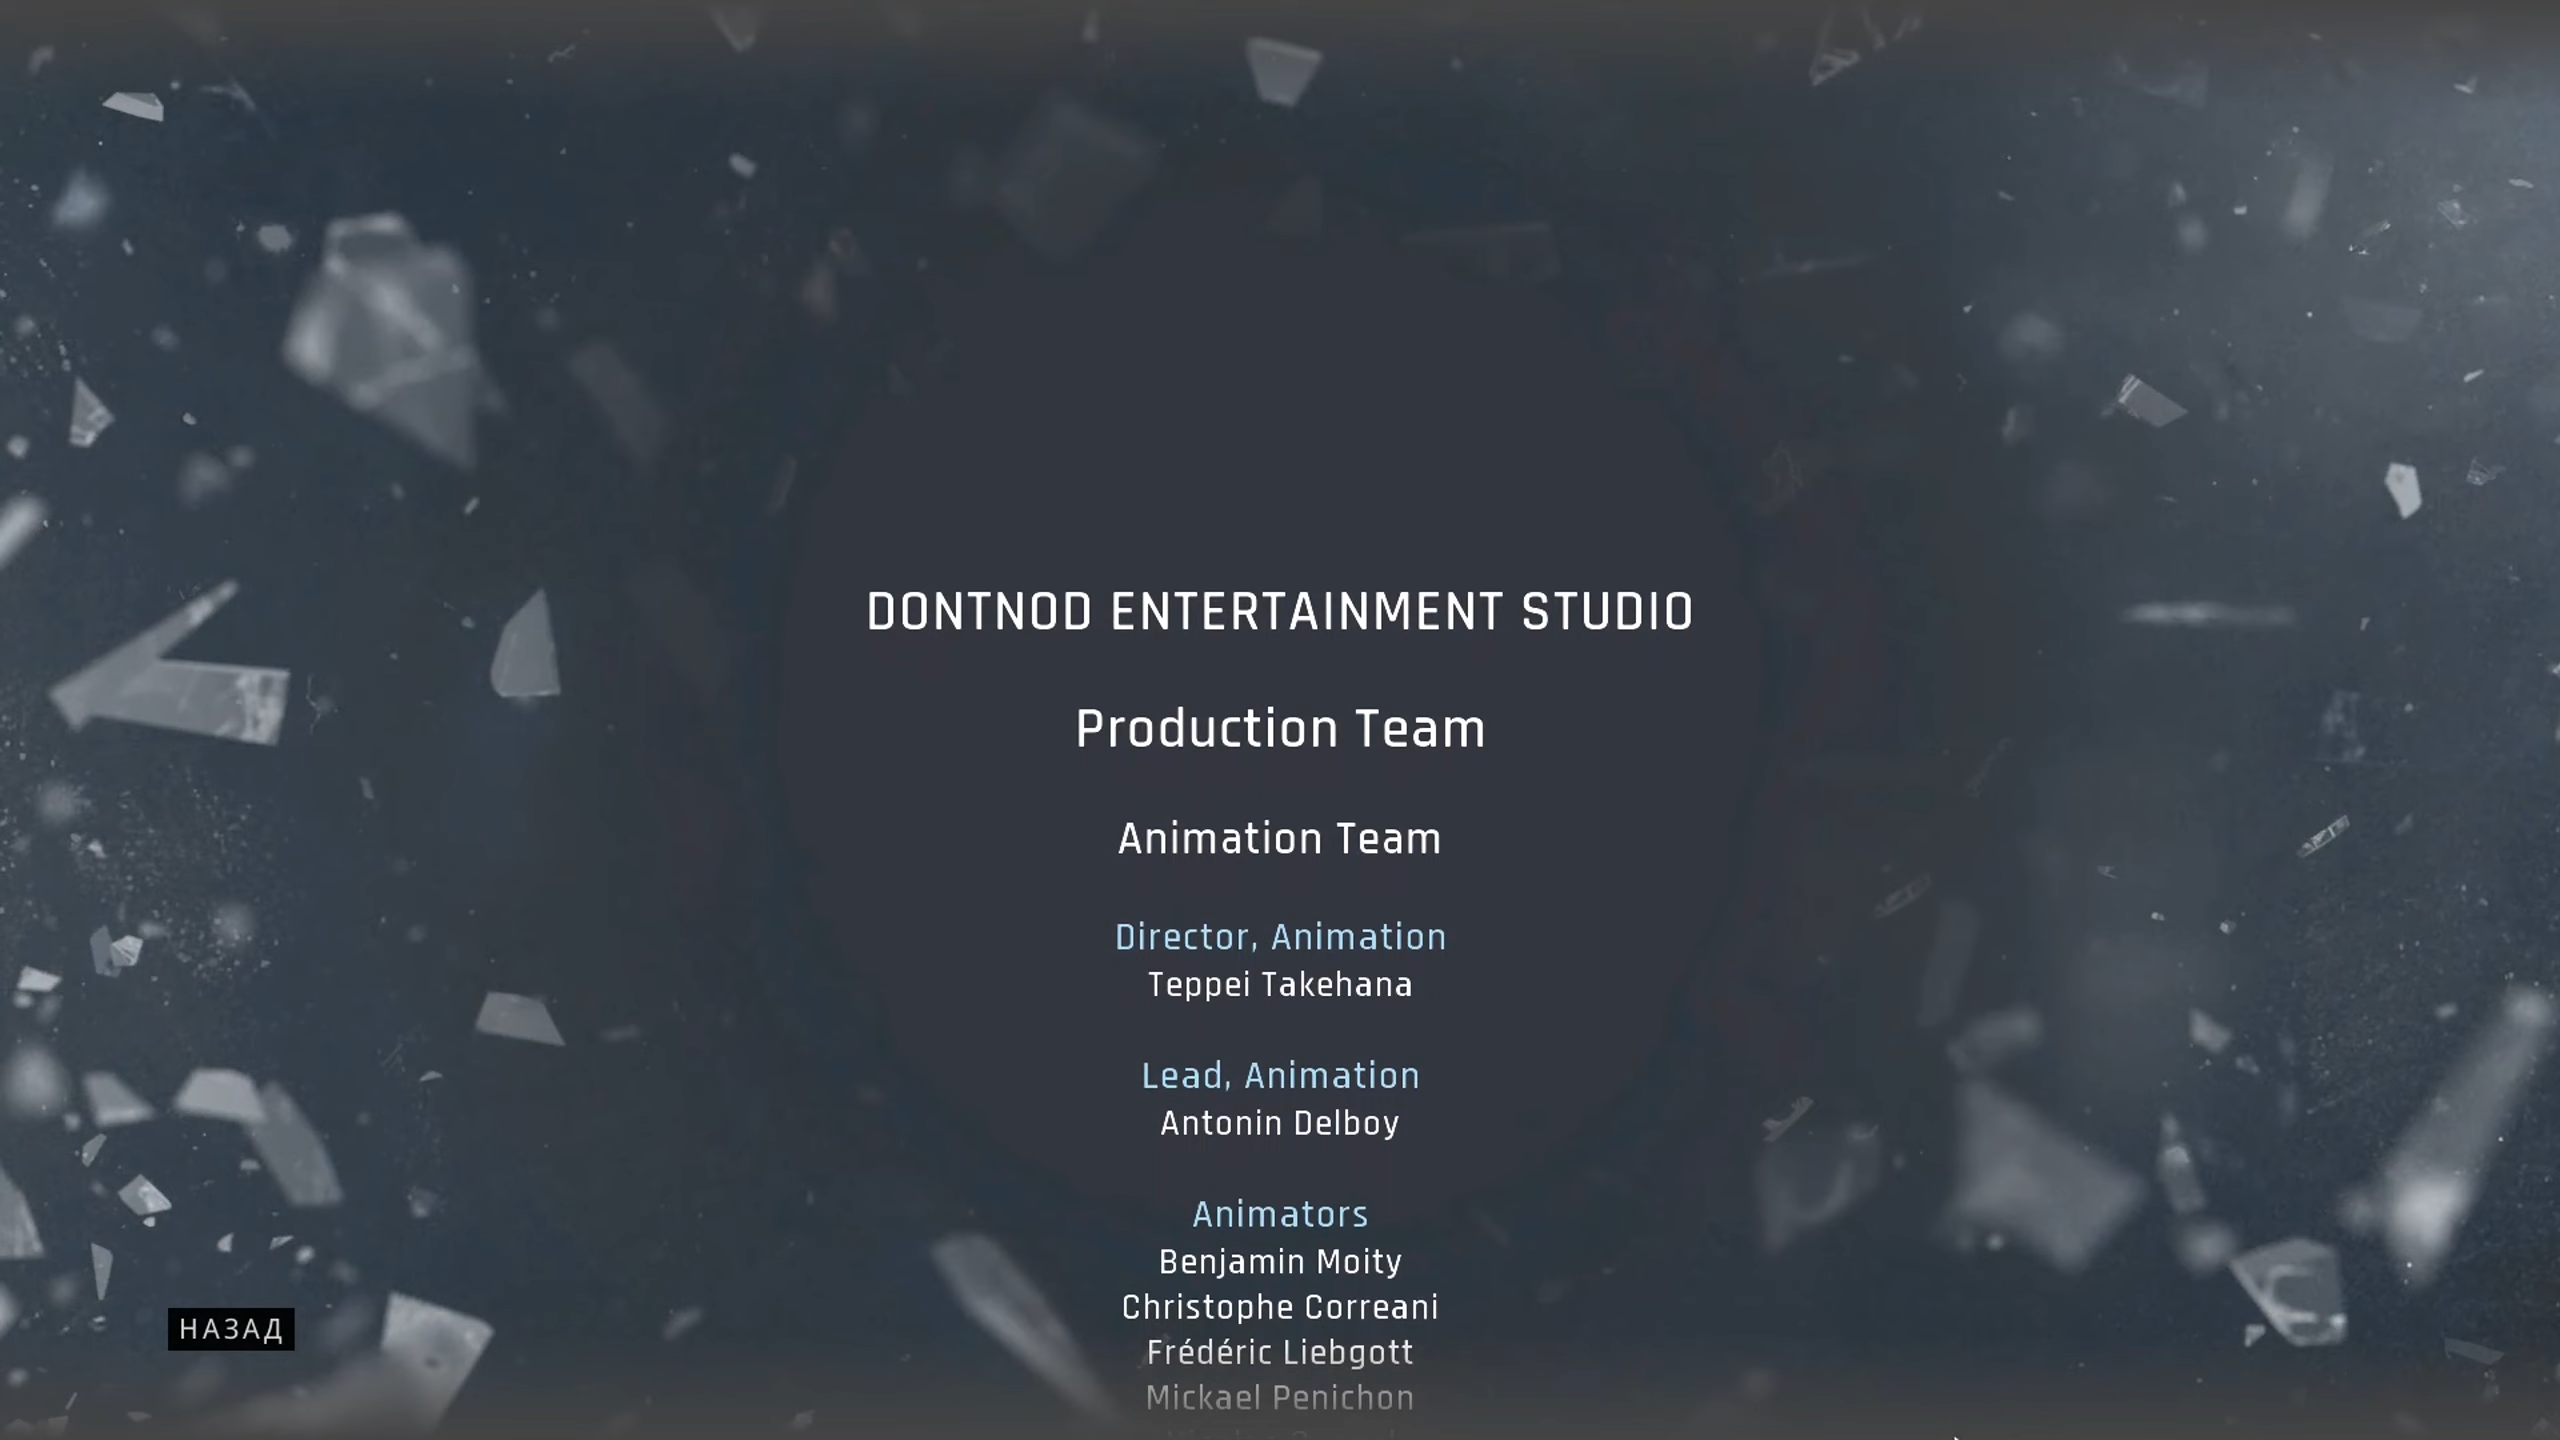 DONTNOD ENTERTAINMENT STUDIO
Production Team
Animation Team
Director, Animation
Teppei Takehana
Lead, Animation
Antonin Delboy
Animators
Benjamin Moity
Christophe Correani
Frédéric Liebgott
Mickael Penichon
НАЗАД